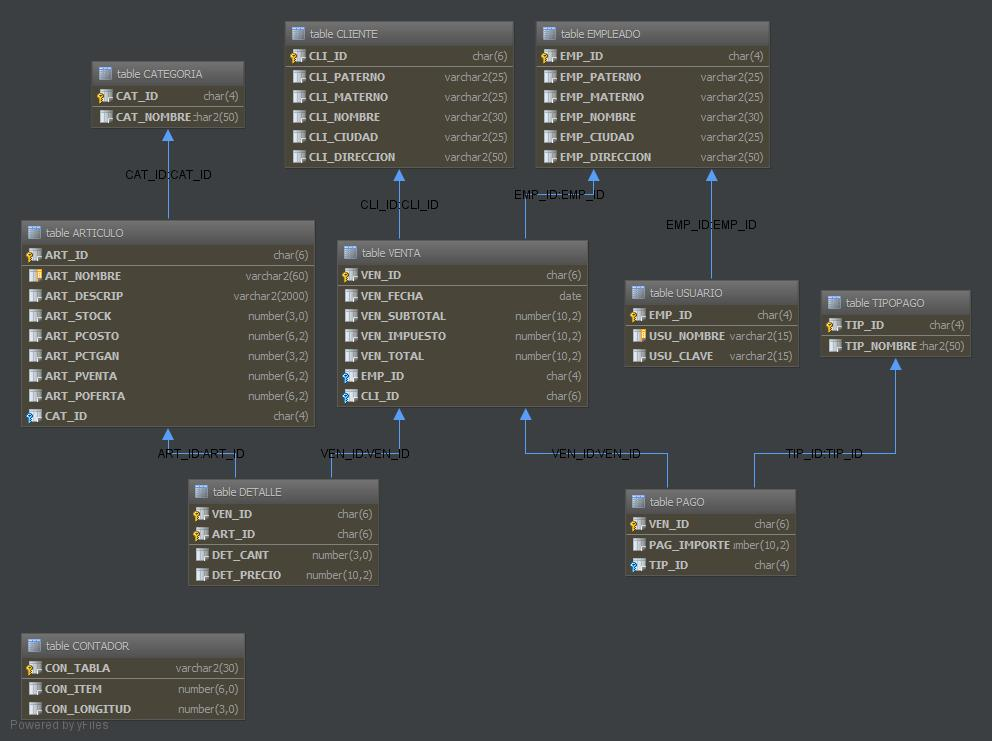 table CLIENTE
CLI_ID char(6)
CLI_PATERNO varchar2(25)
CLI_MATERNO varchar2(25)
CLI_NOMBRE varchar2(30)
CLI_CIUDAD varchar2(25)
CLI_DIRECCION varchar2(50)
table EMPLEADO
EMP_ID char(4)
EMP_PATERNO varchar2(25)
EMP_MATERNO varchar2(25)
EMP_NOMBRE varchar2(30)
EMP_CIUDAD varchar2(25)
EMP_DIRECCION varchar2(50)
table CATEGORIA
CAT_ID char(4)
CAT_NOMBRE :har2(50)
CAT_ID:CAT_ID
CLI_ID:CLI_ID
EMP_ID:EMP_ID
EMP_ID:EMP_ID
table ARTICULO
ART_ID char(6)
ART_NOMBRE varchar2(60)
ART_DESCRIP varchar2(2000)
ART_STOCK number(3,0)
ART_PCOSTO number(6,2)
ART_PCTGAN number(3,2)
ART_PVENTA number(6,2)
ART_POFERTA number(6,2)
CAT_ID char(4)
table VENTA
VEN_ID char(6)
VEN_FECHA date
VEN_SUBTOTAL number(10,2)
VEN_IMPUESTO number(10,2)
VEN_TOTAL number(10,2)
EMP_ID char(4)
CLI_ID char(6)
table USUARIO
EMP_ID char(4)
USU_NOMBRE varchar2(15)
USU_CLAVE varchar2(15)
table TIPOPAGO
TIP_ID char(4)
TIP_NOMBRE :har2(50)
ART_ID:ART_ID
VEN_ID:VEN_ID
VEN_ID:VEN_ID
TIP_ID:TIP_ID
table DETALLE
VEN_ID char(6)
ART_ID char(6)
DET_CANT number(3,0)
DET_PRECIO number(10,2)
table PAGO
VEN_ID char(6)
PAG_IMPORTE mber(10,2)
TIP_ID char(4)
table CONTADOR
CON_TABLA varchar2(30)
CON_ITEM number(6,0)
CON_LONGITUD number(3,0)
Powered by yFiles